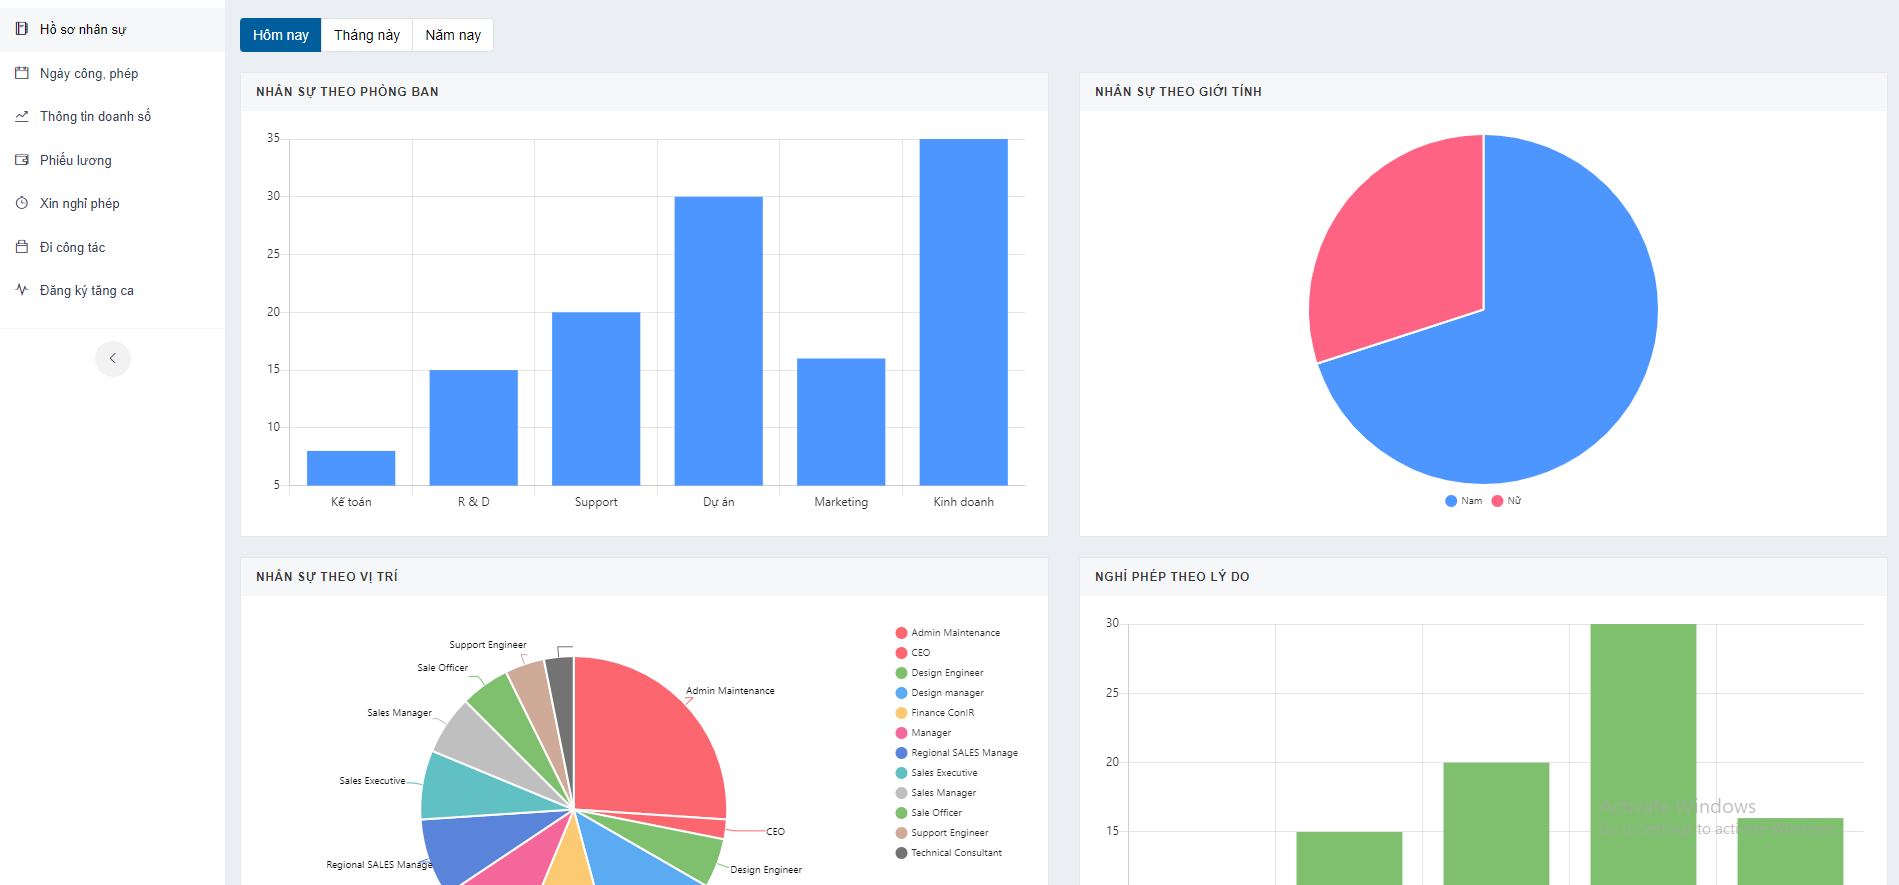 Hồ sơ nhân sự
Ngày công, phép
Thông tin doanh số
Phiếu lương
Xin nghỉ phép
Đi công tác
Đăng ký tăng ca
Hôm nay
Tháng này
Năm nay
NHÂN SỰ THEO PHÒNG BAN
35
30
25
20
15
10
5
Kế toán
R & D
Support
Dự án
Marketing
Kinh doanh
NHÂN SỰ THEO GIỚI TÍNH
Nam
Nữ
NHÂN SỰ THEO VỊ TRÍ
Support Engineer
Sale Officer
Sales Manager
Sales Executive
Regional SALES Manage
Admin Maintenance
CEO
Design Engineer
Admin Maintenance
CEO
Design Engineer
Design manager
Finance ConIR
Manager
Regional SALES Manage
Sales Executive
Sales Manager
Sale Officer
Support Engineer
Technical Consultant
NGHỈ PHÉP THEO LÝ DO
30
25
20
15
Activate Windows
to activate